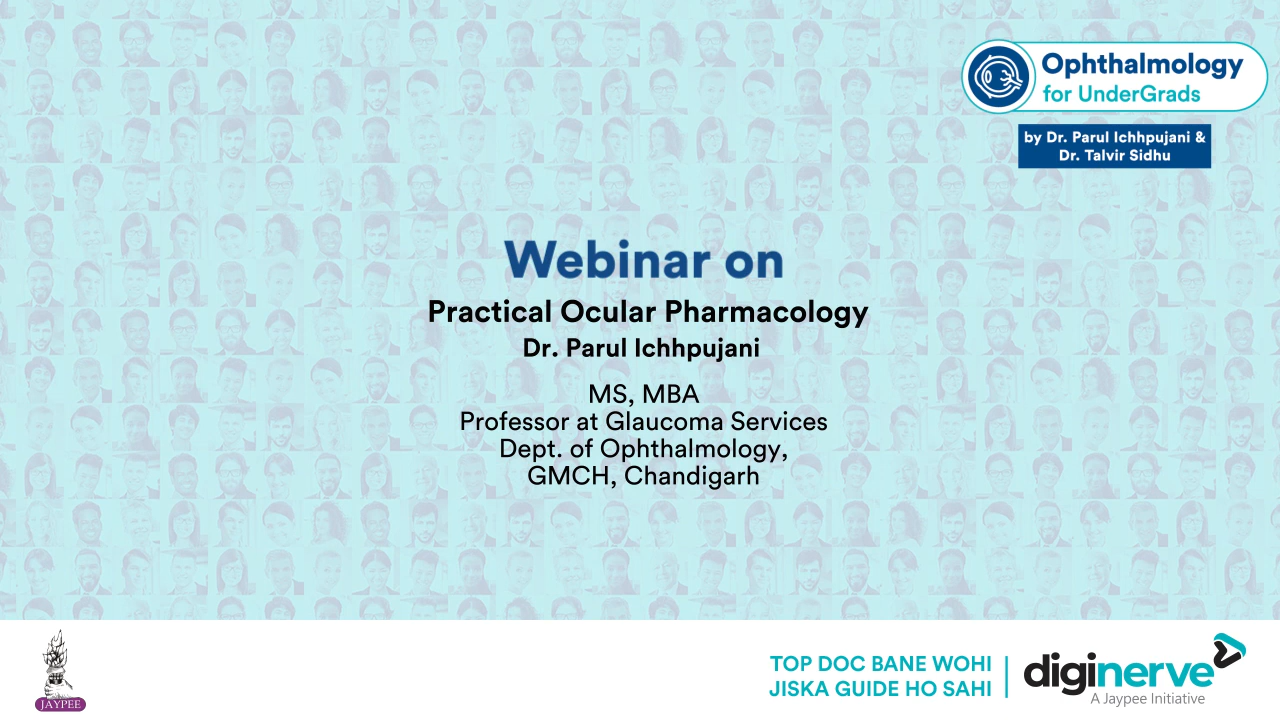 Ophthalmology
for UnderGrads
by Dr. Parul Ichhpujani &
Dr. Talvir Sidhu
Webinar on
Practical Ocular Pharmacology
Dr. Parul Ichhpujani
MS, MBA
Professor at Glaucoma Services
Dept. of Ophthalmology,
GMCH, Chandigarh
JAYPEE
TOP DOC BANE WOHI
JISKA GUIDE HO SAHI
diginerve
A Jaypee Initiative